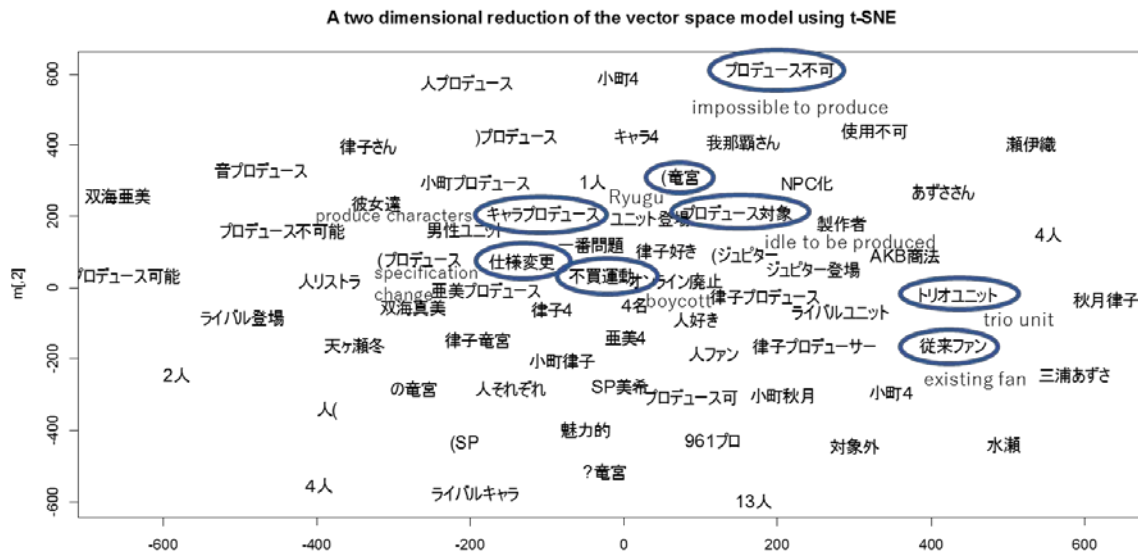 A two dimensional reduction of the vector space model using t-SNE
人プロデュース
小町4
プロデュース不可
impossible to produce
600
)プロデュース
キャラ4
使用不可
律子さん
我那覇さん
瀬伊織
400
音プロデュース
(竜宮
小町プロデュース
1人
NPC化
双海亜美
あずささん
彼女達
Ryugu
200
produce characters
キャラプロデュース
ユニット登場
プロデュース対象
製作者
プロデュース不可能
男性ユニット
4人
一番問題
idle to be produced
律子好き
(プロデュース
仕様変更
(ジュピター
AKB商法
m[,2]
プロデュース可能
人リストラ
specification
不買運動
オンライン廃止
ジュピター登場
0
change
亜美プロデュース
boycott
律子プロデュース
トリオユニット
秋月律子
双海真美
律子4
4名
ライバルユニット
trio unit
ライバル登場
人好き
天ヶ瀬冬
律子竜宮
亜美4
律子プロデューサー
従来ファン
小町律子
人ファン
-200
2人
existing fan
三浦あずさ
の竜宮
人それぞれ
SP美希
プロデュース可
小町秋月
小町4
人(
魅力的
-400
(SP
961プロ
対象外
水瀬
?竜宮
4人
ライバルキャラ
13人
-600
-600
-400
-200
0
200
400
600